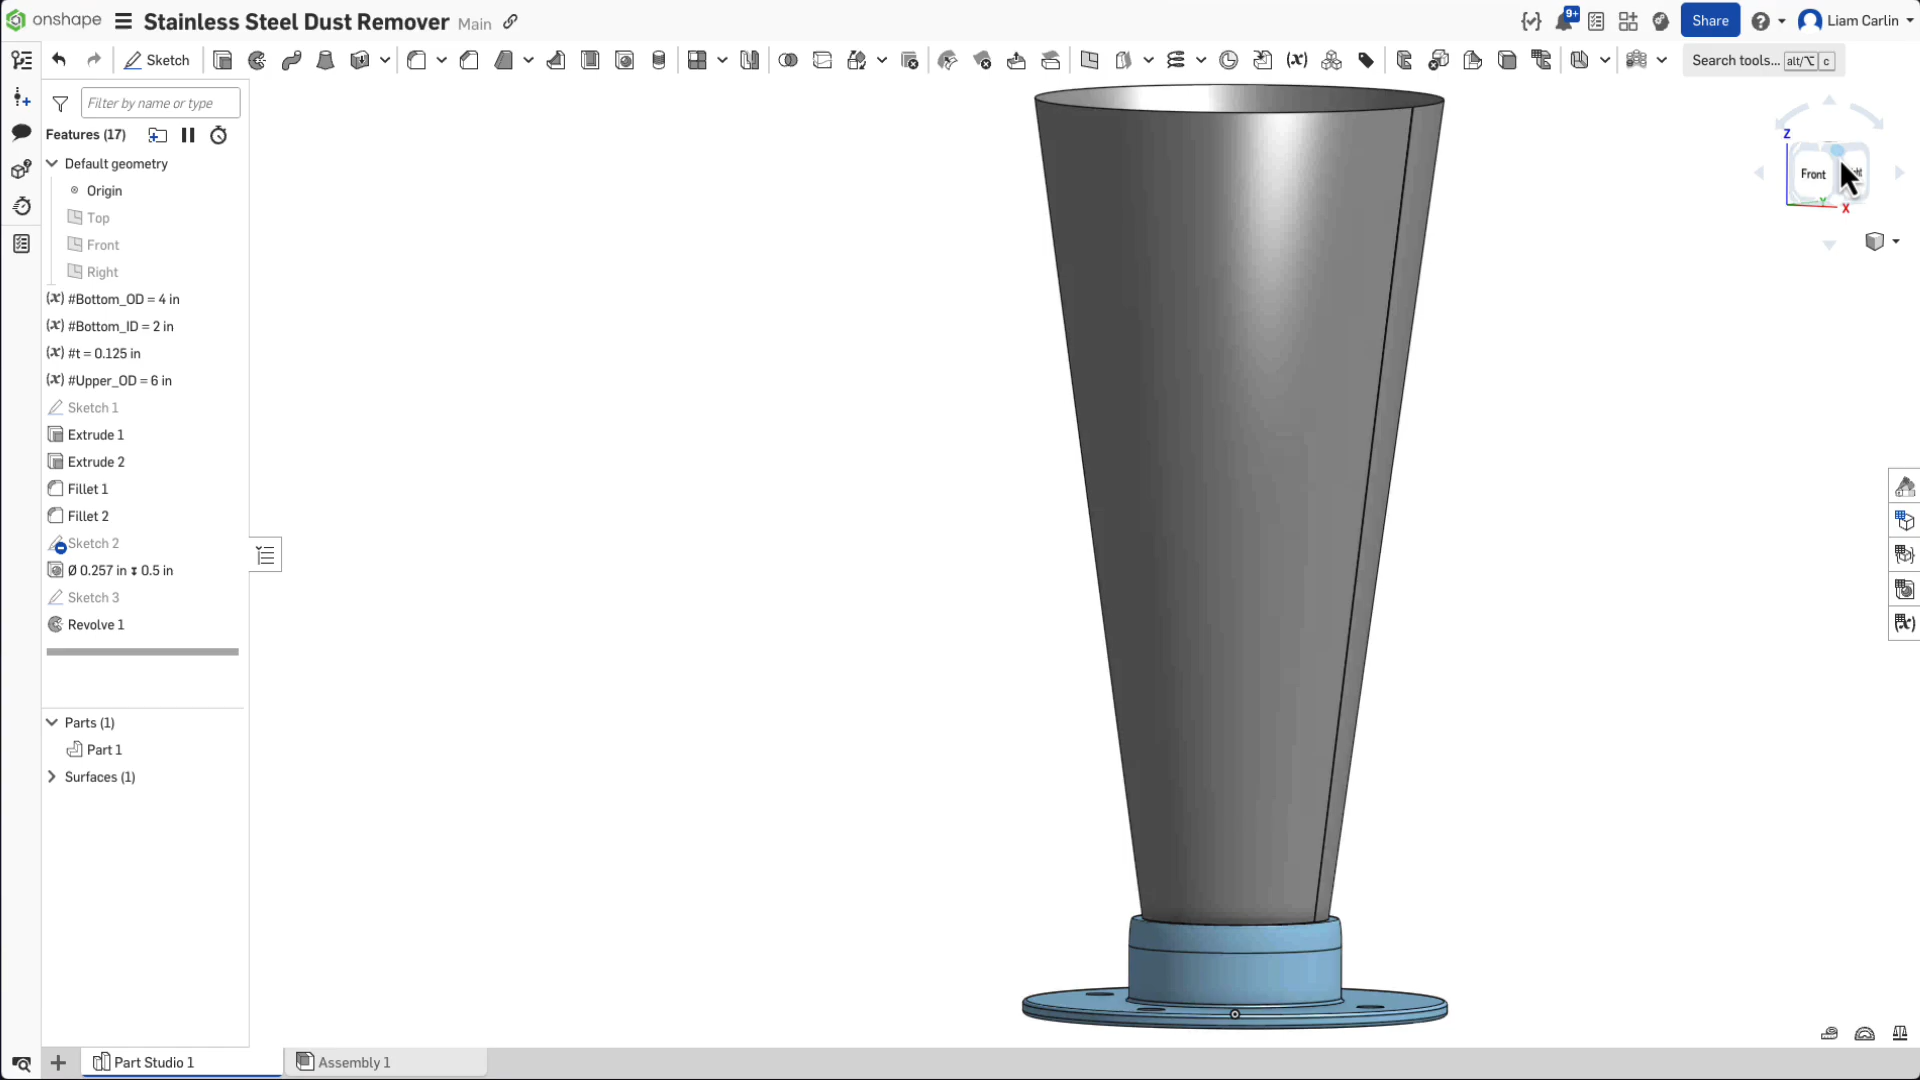 onshape Stainless Steel Dust Remover Main 9+ Share Liam Carlin
Sketch Search tools... alt/⌥ c
Filter by name or type
Features (17)
Default geometry
Origin
Top
Front
Right
(x) #Bottom_OD = 4 in
(x) #Bottom_ID = 2 in
(x) #t = 0.125 in
(x) #Upper_OD = 6 in
Sketch 1
Extrude 1
Extrude 2
Fillet 1
Fillet 2
Sketch 2
Ø 0.257 in ↧ 0.5 in
Sketch 3
Revolve 1
Parts (1)
Part 1
Surfaces (1)
Z
Front
Y
X
Part Studio 1 Assembly 1